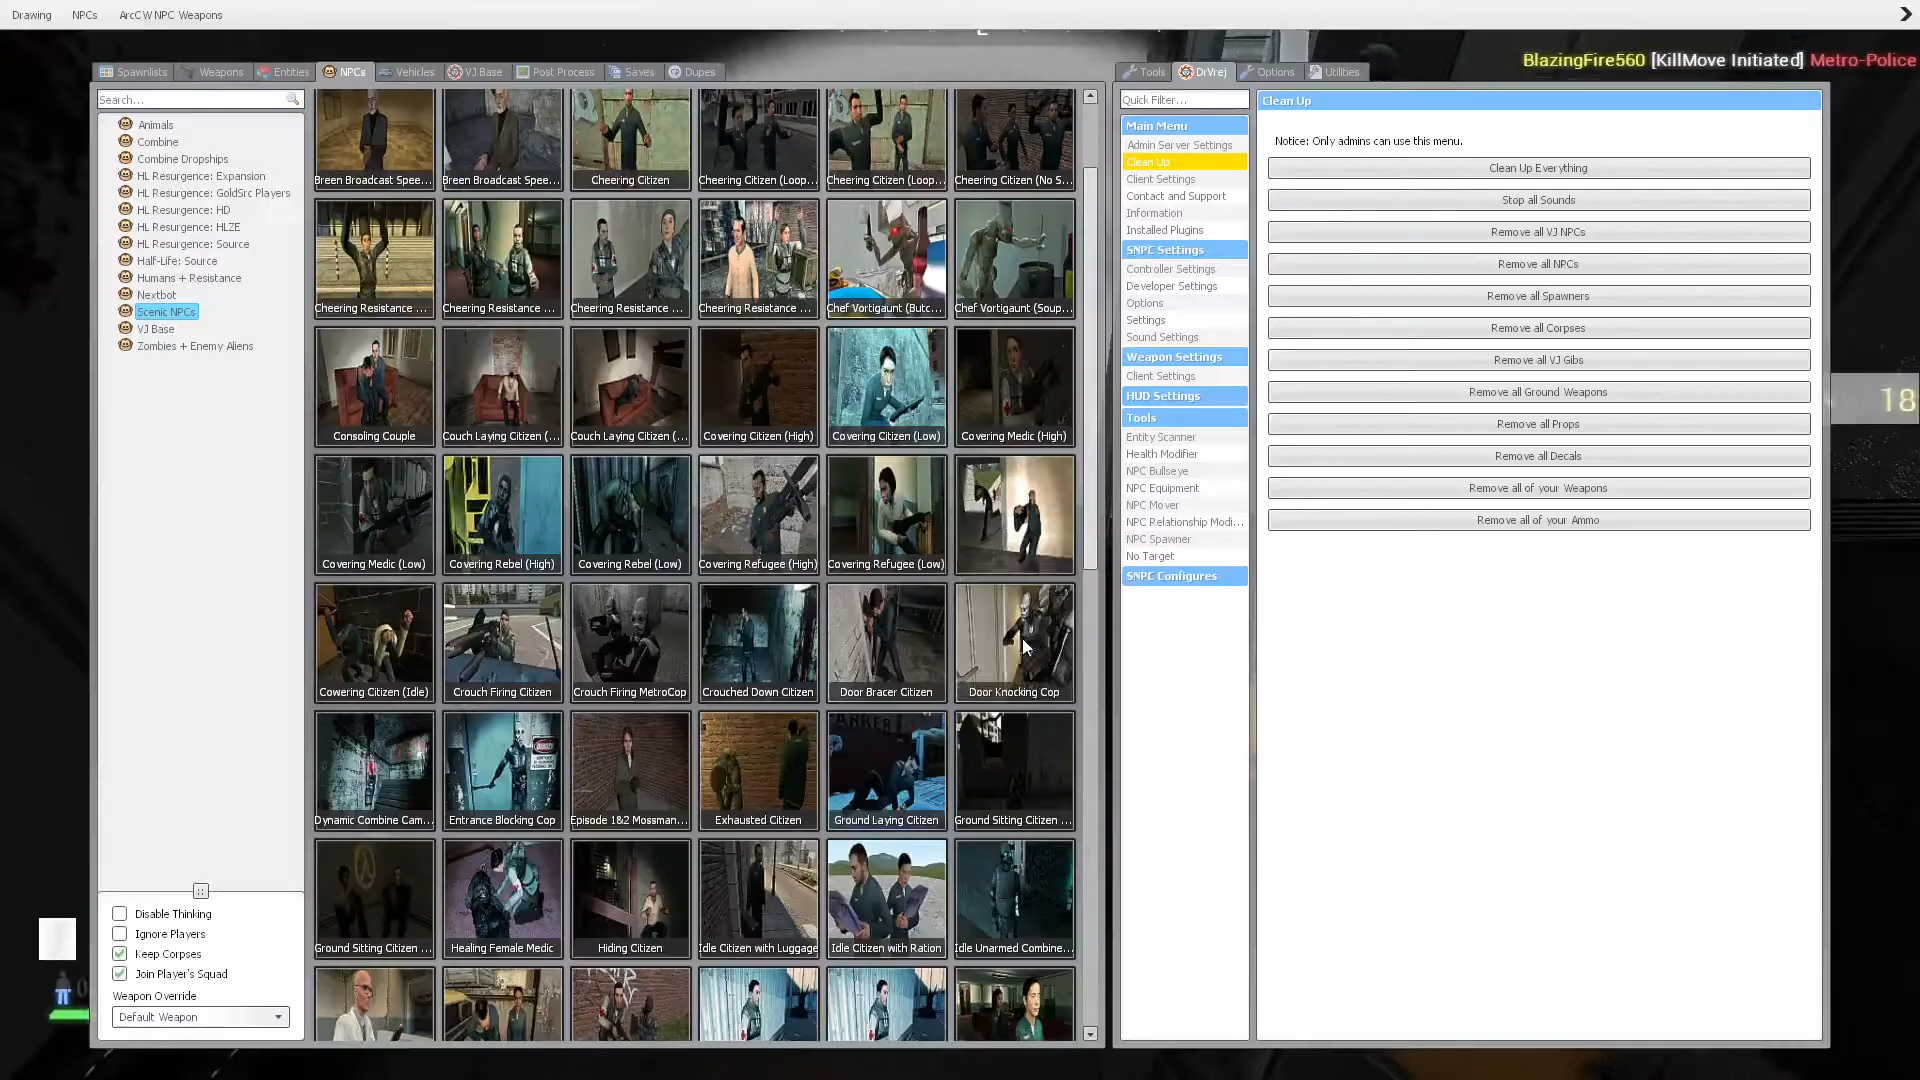 Drawing NPCs ArcCW NPC Weapons
BlazingFire560 [KillMove Initiated] Metro-Police
Spawnlists Weapons Entities NPCs Vehicles VJ Base Post Process Saves Dupes
Search...
Animals
Combine
Combine Dropships
HL Resurgence: Expansion
HL Resurgence: GoldSrc Players
HL Resurgence: HD
HL Resurgence: HLZE
HL Resurgence: Source
Half-Life: Source
Humans + Resistance
Nextbot
Scenic NPCs
VJ Base
Zombies + Enemy Aliens
Disable Thinking
Ignore Players
Keep Corpses
Join Player's Squad
Weapon Override
Default Weapon
Breen Broadcast Spee... Breen Broadcast Spee... Cheering Citizen Cheering Citizen (Loop... Cheering Citizen (Loop... Cheering Citizen (No S...
Cheering Resistance ... Cheering Resistance ... Cheering Resistance ... Cheering Resistance ... Chef Vortigaunt (Butc... Chef Vortigaunt (Soup...
Consoling Couple Couch Laying Citizen (... Couch Laying Citizen (... Covering Citizen (High) Covering Citizen (Low) Covering Medic (High)
Covering Medic (Low) Covering Rebel (High) Covering Rebel (Low) Covering Refugee (High) Covering Refugee (Low)
Cowering Citizen (Idle) Crouch Firing Citizen Crouch Firing MetroCop Crouched Down Citizen Door Bracer Citizen Door Knocking Cop
Dynamic Combine Cam... Entrance Blocking Cop Episode 1&2 Mossman... Exhausted Citizen Ground Laying Citizen Ground Sitting Citizen ...
Ground Sitting Citizen ... Healing Female Medic Hiding Citizen Idle Citizen with Luggage Idle Citizen with Ration Idle Unarmed Combine...
Tools DrVrej Options Utilities
Quick Filter...
Main Menu
Admin Server Settings
Clean Up
Client Settings
Contact and Support
Information
Installed Plugins
SNPC Settings
Controller Settings
Developer Settings
Options
Settings
Sound Settings
Weapon Settings
Client Settings
HUD Settings
Tools
Entity Scanner
Health Modifier
NPC Bullseye
NPC Equipment
NPC Mover
NPC Relationship Modi...
NPC Spawner
No Target
SNPC Configures
Clean Up
Notice: Only admins can use this menu.
Clean Up Everything
Stop all Sounds
Remove all VJ NPCs
Remove all NPCs
Remove all Spawners
Remove all Corpses
Remove all VJ Gibs
Remove all Ground Weapons
Remove all Props
Remove all Decals
Remove all of your Weapons
Remove all of your Ammo
18